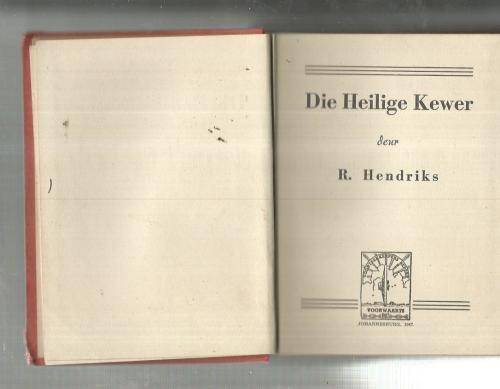 Die Heilige Kewer
deur
R. Hendriks
VOORWAARTS
JOHANNESBURG, 1947.